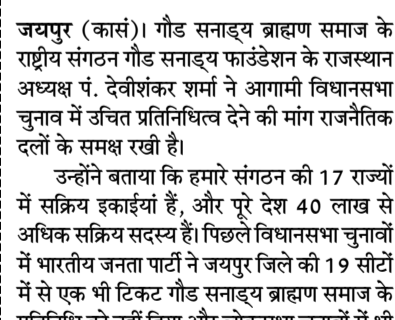 जयपुर (कासं)। गौड सनाड्य ब्राह्मण समाज के
राष्ट्रीय संगठन गौड सनाड्य फाउंडेशन के राजस्थान
अध्यक्ष पं. देवीशंकर शर्मा ने आगामी विधानसभा
चुनाव में उचित प्रतिनिधित्व देने की मांग राजनैतिक
दलों के समक्ष रखी है।
उन्होंने बताया कि हमारे संगठन की 17 राज्यों
में सक्रिय इकाईयां हैं, और पूरे देश 40 लाख से
अधिक सक्रिय सदस्य हैं। पिछले विधानसभा चुनावों
में भारतीय जनता पार्टी ने जयपुर जिले की 19 सीटों
में से एक भी टिकट गौड सनाड्य ब्राह्मण समाज के